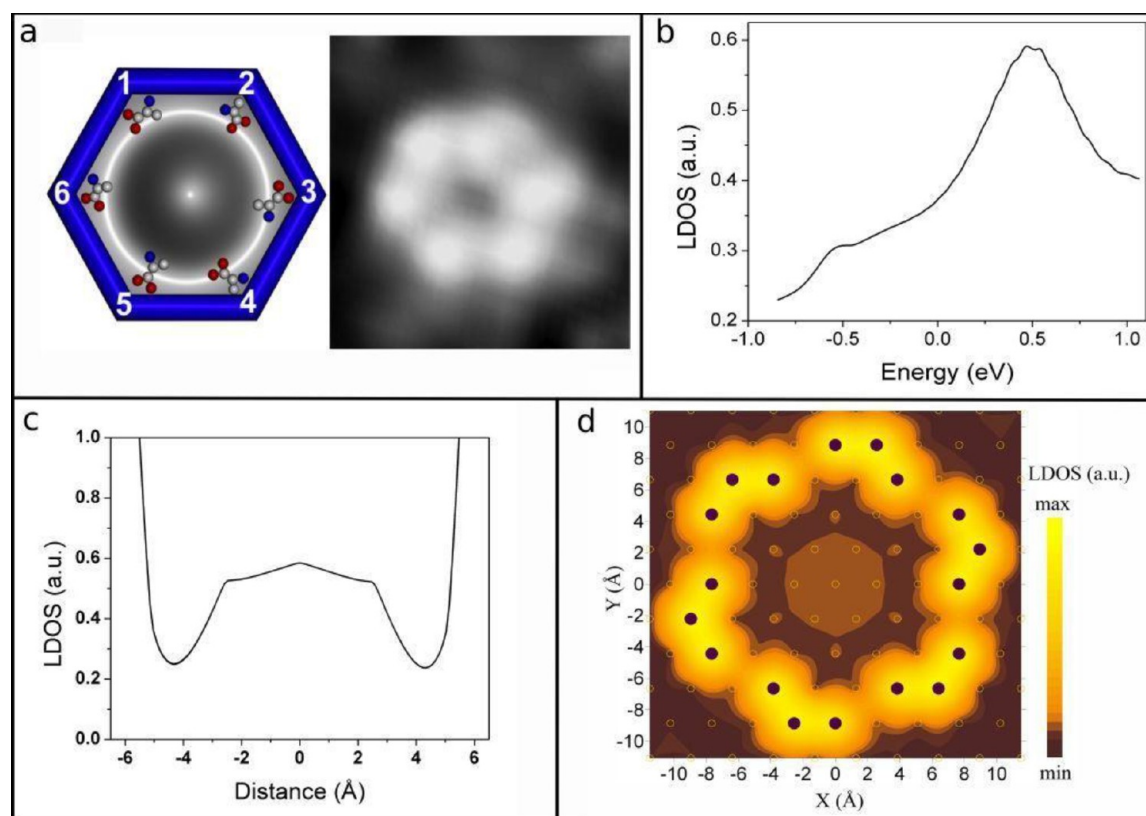 a
1 2
6 3
5 4
b
LDOS (a.u.)
0.6
0.5
0.4
0.3
0.2
-1.0 -0.5 0.0 0.5 1.0
Energy (eV)
c
LDOS (a.u.)
1.0
0.8
0.6
0.4
0.2
0.0
-6 -4 -2 0 2 4 6
Distance (Å)
d
Y (Å)
10
8
6
4
2
0
-2
-4
-6
-8
-10
-10 -8 -6 -4 -2 0 2 4 6 8 10
X (Å)
LDOS (a.u.)
max
min